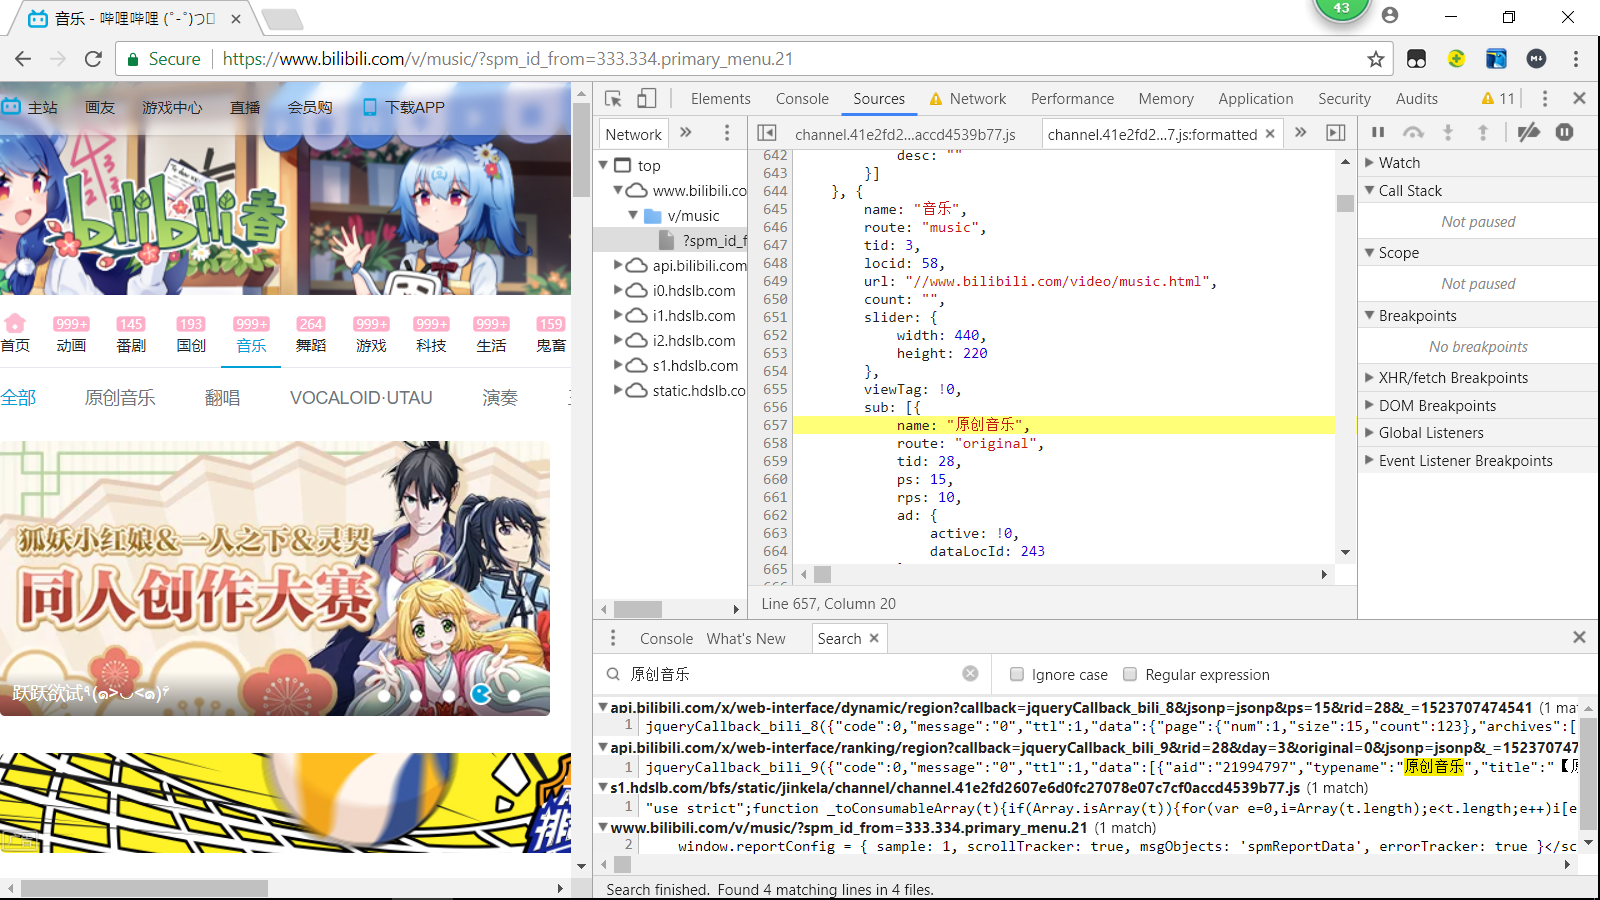 音乐 - 哔哩哔哩 (゜-゜)つ
43
Secure https://www.bilibili.com/v/music/?spm_id_from=333.334.primary_menu.21
主站 画友 游戏中心 直播 会员购 下载APP
bilibili春
999+ 145 193 999+ 264 999+ 999+ 999+ 159
首页 动画 番剧 国创 音乐 舞蹈 游戏 科技 生活 鬼畜
全部 原创音乐 翻唱 VOCALOID·UTAU 演奏
狐妖小红娘&一人之下&灵契
同人创作大赛
广告
Elements Console Sources Network Performance Memory Application Security Audits 11
Network »
top
www.bilibili.co
v/music
?spm_id_f
api.bilibili.com
i0.hdslb.com
i1.hdslb.com
i2.hdslb.com
s1.hdslb.com
static.hdslb.co
channel.41e2fd2...accd4539b77.js channel.41e2fd2...7.js:formatted
642 desc: ""
643 }]
644 }, {
645 name: "音乐",
646 route: "music",
647 tid: 3,
648 locid: 58,
649 url: "//www.bilibili.com/video/music.html",
650 count: "",
651 slider: {
652 width: 440,
653 height: 220
654 },
655 viewTag: !0,
656 sub: [{
657 name: "原创音乐",
658 route: "original",
659 tid: 28,
660 ps: 15,
661 rps: 10,
662 ad: {
663 active: !0,
664 dataLocId: 243
665
Line 657, Column 20
Watch
Call Stack
Not paused
Scope
Not paused
Breakpoints
No breakpoints
XHR/fetch Breakpoints
DOM Breakpoints
Global Listeners
Event Listener Breakpoints
Console What's New Search
原创音乐 Ignore case Regular expression
api.bilibili.com/x/web-interface/dynamic/region?callback=jqueryCallback_bili_8&jsonp=jsonp&ps=15&rid=28&_=1523707474541 (1 mat
1 jqueryCallback_bili_8({"code":0,"message":"0","ttl":1,"data":{"page":{"num":1,"size":15,"count":123},"archives":[
api.bilibili.com/x/web-interface/ranking/region?callback=jqueryCallback_bili_9&rid=28&day=3&original=0&jsonp=jsonp&_=152370747
1 jqueryCallback_bili_9({"code":0,"message":"0","ttl":1,"data":[{"aid":"21994797","typename":"原创音乐","title":"【原
s1.hdslb.com/bfs/static/jinkela/channel/channel.41e2fd2607e6d0fc27078e07c7cf0accd4539b77.js (1 match)
1 "use strict";function _toConsumableArray(t){if(Array.isArray(t)){for(var e=0,i=Array(t.length);e<t.length;e++)i[e
www.bilibili.com/v/music/?spm_id_from=333.334.primary_menu.21 (1 match)
2 window.reportConfig = { sample: 1, scrollTracker: true, msgObjects: 'spmReportData', errorTracker: true }</sc
Search finished. Found 4 matching lines in 4 files.